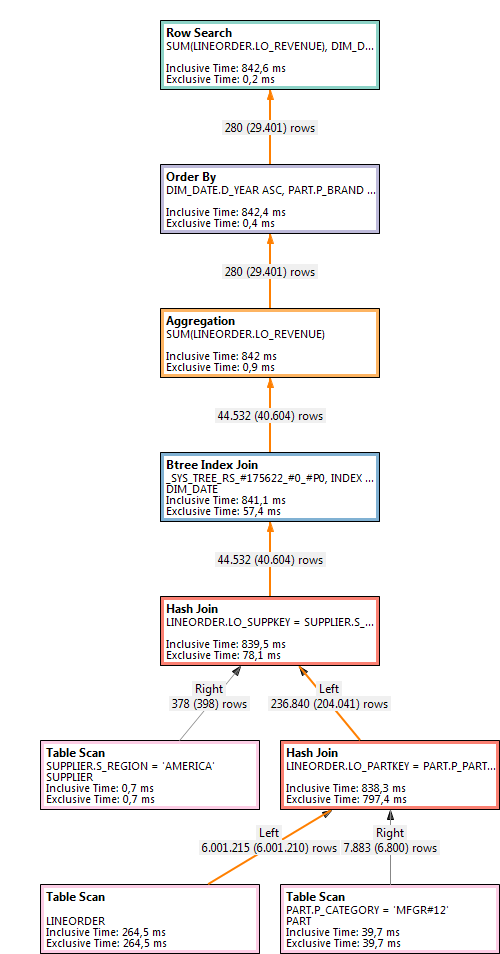 Row Search
SUM(LINEORDER.LO_REVENUE), DIM_D...
Inclusive Time: 842,6 ms
Exclusive Time: 0,2 ms
280 (29.401) rows
Order By
DIM_DATE.D_YEAR ASC, PART.P_BRAND ...
Inclusive Time: 842,4 ms
Exclusive Time: 0,4 ms
280 (29.401) rows
Aggregation
SUM(LINEORDER.LO_REVENUE)
Inclusive Time: 842 ms
Exclusive Time: 0,9 ms
44.532 (40.604) rows
Btree Index Join
_SYS_TREE_RS_#175622_#0_#P0, INDEX ...
DIM_DATE
Inclusive Time: 841,1 ms
Exclusive Time: 57,4 ms
44.532 (40.604) rows
Hash Join
LINEORDER.LO_SUPPKEY = SUPPLIER.S_...
Inclusive Time: 839,5 ms
Exclusive Time: 78,1 ms
Right
378 (398) rows
Left
236.840 (204.041) rows
Table Scan
SUPPLIER.S_REGION = 'AMERICA'
SUPPLIER
Inclusive Time: 0,7 ms
Exclusive Time: 0,7 ms
Hash Join
LINEORDER.LO_PARTKEY = PART.P_PART...
Inclusive Time: 838,3 ms
Exclusive Time: 797,4 ms
Left
6.001.215 (6.001.210) rows
Right
7.883 (6.800) rows
Table Scan
LINEORDER
Inclusive Time: 264,5 ms
Exclusive Time: 264,5 ms
Table Scan
PART.P_CATEGORY = 'MFGR#12'
PART
Inclusive Time: 39,7 ms
Exclusive Time: 39,7 ms